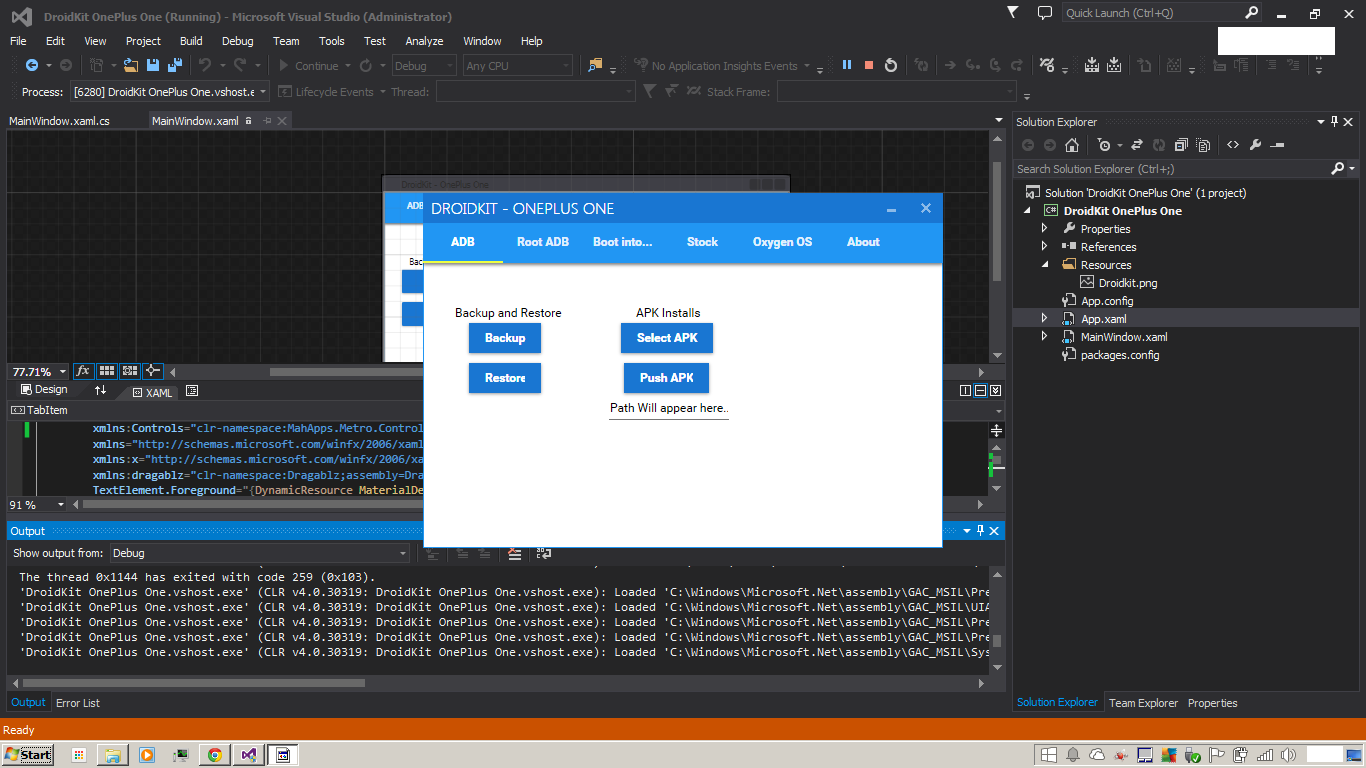 DroidKit OnePlus One (Running) - Microsoft Visual Studio (Administrator)
Quick Launch (Ctrl+Q)
File Edit View Project Build Debug Team Tools Test Analyze Window Help
Continue Debug Any CPU No Application Insights Events
Process: [6280] DroidKit OnePlus One.vshost.e Lifecycle Events Thread: Stack Frame:
MainWindow.xaml.cs MainWindow.xaml
Solution Explorer
Search Solution Explorer (Ctrl+;)
Solution 'DroidKit OnePlus One' (1 project)
DroidKit OnePlus One
Properties
References
Resources
Droidkit.png
App.config
App.xaml
MainWindow.xaml
packages.config
DroidKit - OnePlus One
ADB
Bac
DROIDKIT - ONEPLUS ONE
ADB Root ADB Boot into... Stock Oxygen OS About
Backup and Restore APK Installs
Backup Select APK
Restore Push APK
Path Will appear here..
77.71%
Design XAML
TabItem
xmlns:Controls="clr-namespace:MahApps.Metro.Control
xmlns="http://schemas.microsoft.com/winfx/2006/xaml
xmlns:x="http://schemas.microsoft.com/winfx/2006/xa
xmlns:dragablz="clr-namespace:Dragablz;assembly=Dra
TextElement.Foreground="{DynamicResource MaterialDe
91 %
Output
Show output from: Debug
The thread 0x1144 has exited with code 259 (0x103).
'DroidKit OnePlus One.vshost.exe' (CLR v4.0.30319: DroidKit OnePlus One.vshost.exe): Loaded 'C:\Windows\Microsoft.Net\assembly\GAC_MSIL\Pre
'DroidKit OnePlus One.vshost.exe' (CLR v4.0.30319: DroidKit OnePlus One.vshost.exe): Loaded 'C:\Windows\Microsoft.Net\assembly\GAC_MSIL\UIA
'DroidKit OnePlus One.vshost.exe' (CLR v4.0.30319: DroidKit OnePlus One.vshost.exe): Loaded 'C:\Windows\Microsoft.Net\assembly\GAC_MSIL\Pre
'DroidKit OnePlus One.vshost.exe' (CLR v4.0.30319: DroidKit OnePlus One.vshost.exe): Loaded 'C:\Windows\Microsoft.Net\assembly\GAC_MSIL\Pre
'DroidKit OnePlus One.vshost.exe' (CLR v4.0.30319: DroidKit OnePlus One.vshost.exe): Loaded 'C:\Windows\Microsoft.Net\assembly\GAC_MSIL\Sys
Output Error List
Solution Explorer Team Explorer Properties
Ready
Start